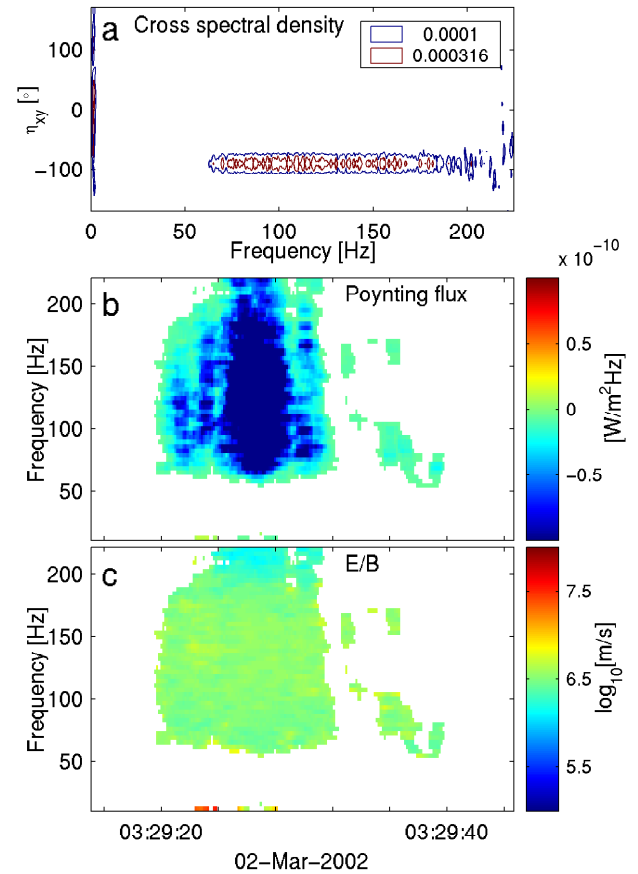 a Cross spectral density
0.0001
0.000316
100
0
−100
η_xy [°]
0 50 100 150 200
Frequency [Hz]
b Poynting flux
200
150
100
50
Frequency [Hz]
x 10^−10
0.5
0
−0.5
[W/m²Hz]
c E/B
200
150
100
50
Frequency [Hz]
7.5
6.5
5.5
log₁₀[m/s]
03:29:20 03:29:40
02−Mar−2002